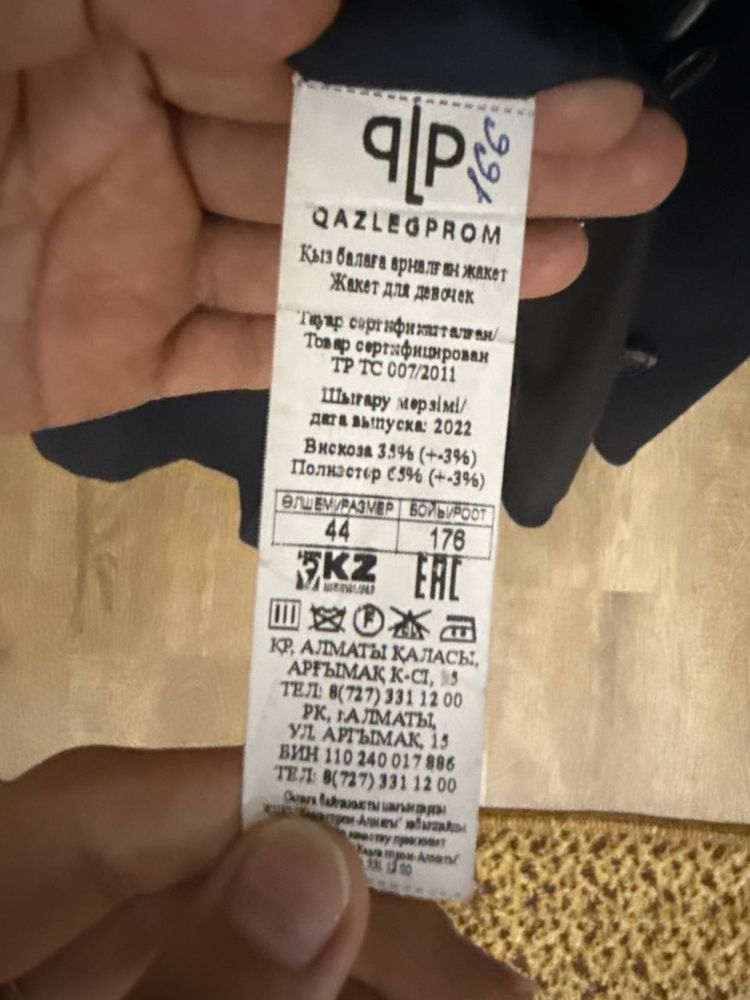 qLp
166
QAZLEGPROM
Қыз балаға арналған жакет
Жакет для девочек
Тауар сертификатталған/
Товар сертифицирован
ТР ТС 007/2011
Шығару мерзімі/
дата выпуска: 2022
Вискоза 35% (+-3%)
Полиэстер 65% (+-3%)
ӨЛШЕМІ/РАЗМЕР БОЙЫ/РОСТ
44 176
KZ EAC
ҚР, АЛМАТЫ ҚАЛАСЫ,
АРҒЫМАҚ К-СІ,
ТЕЛ: 8(727) 331 12 00
РК, г.АЛМАТЫ,
УЛ. АРГЫМАК, 15
БИН 110 240 017 886
ТЕЛ: 8(727) 331 12 00